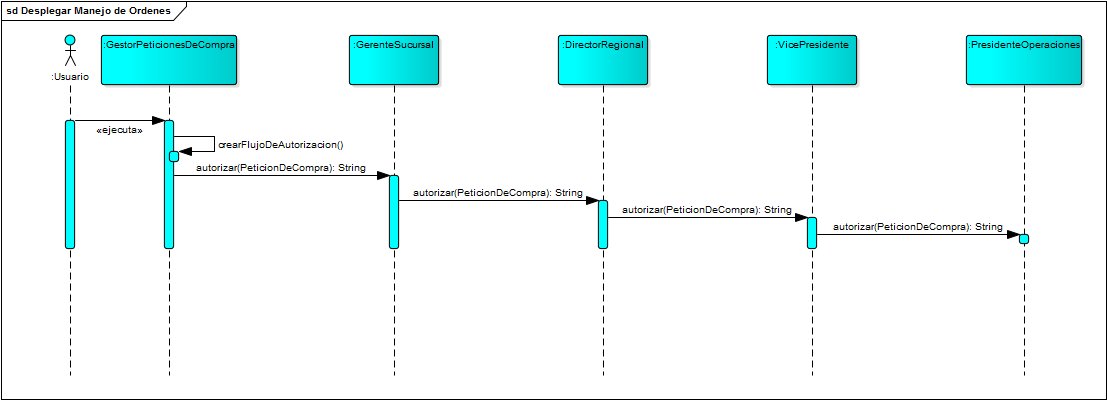 sd Desplegar Manejo de Ordenes
:Usuario
:GestorPeticionesDeCompra
:GerenteSucursal
:DirectorRegional
:VicePresidente
:PresidenteOperaciones
«ejecuta»
crearFlujoDeAutorizacion()
autorizar(PeticionDeCompra): String
autorizar(PeticionDeCompra): String
autorizar(PeticionDeCompra): String
autorizar(PeticionDeCompra): String